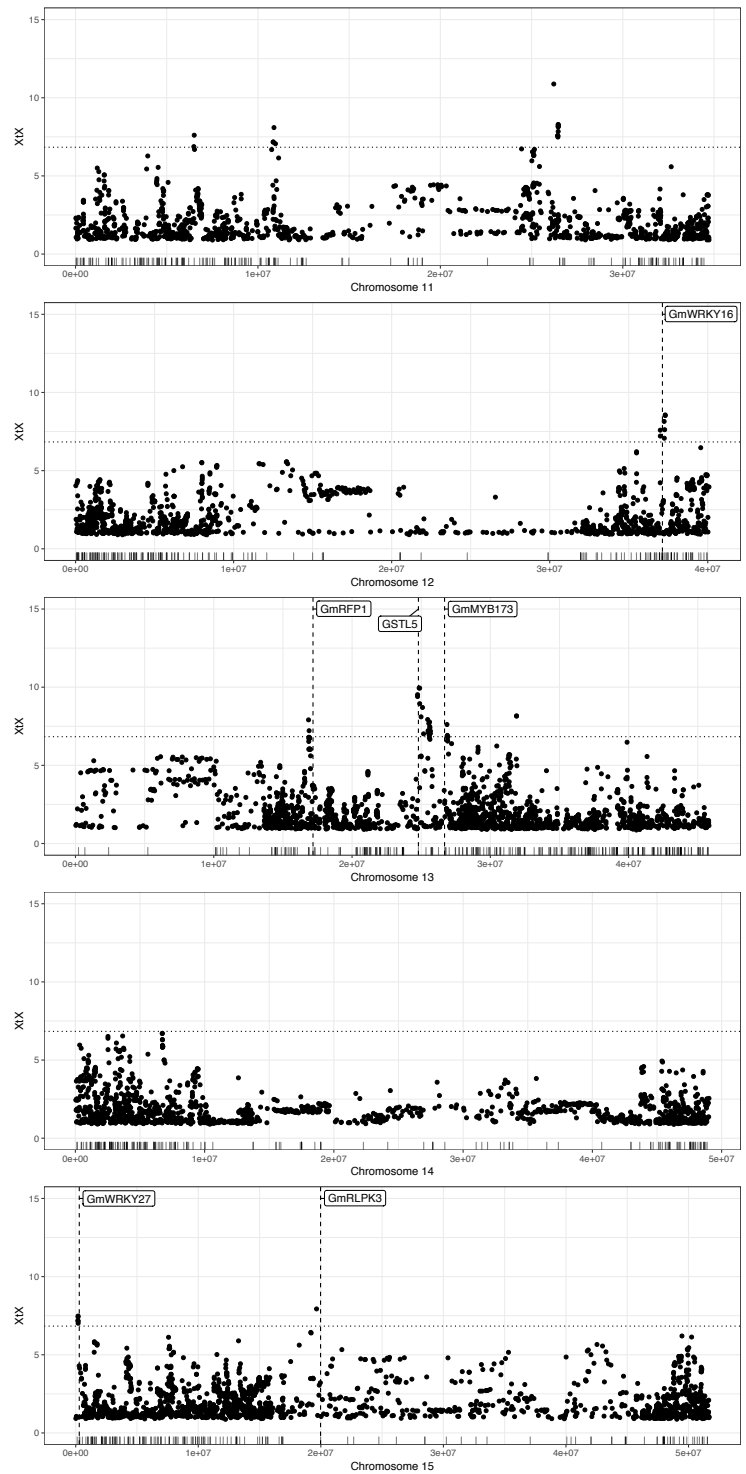 15
10
5
0
XtX
0e+00 1e+07 2e+07 3e+07
Chromosome 11
GmWRKY16
15
10
5
0
XtX
0e+00 1e+07 2e+07 3e+07 4e+07
Chromosome 12
GmRFP1 GSTL5 GmMYB173
15
10
5
0
XtX
0e+00 1e+07 2e+07 3e+07 4e+07
Chromosome 13
15
10
5
0
XtX
0e+00 1e+07 2e+07 3e+07 4e+07 5e+07
Chromosome 14
GmWRKY27 GmRLPK3
15
10
5
0
XtX
0e+00 1e+07 2e+07 3e+07 4e+07 5e+07
Chromosome 15